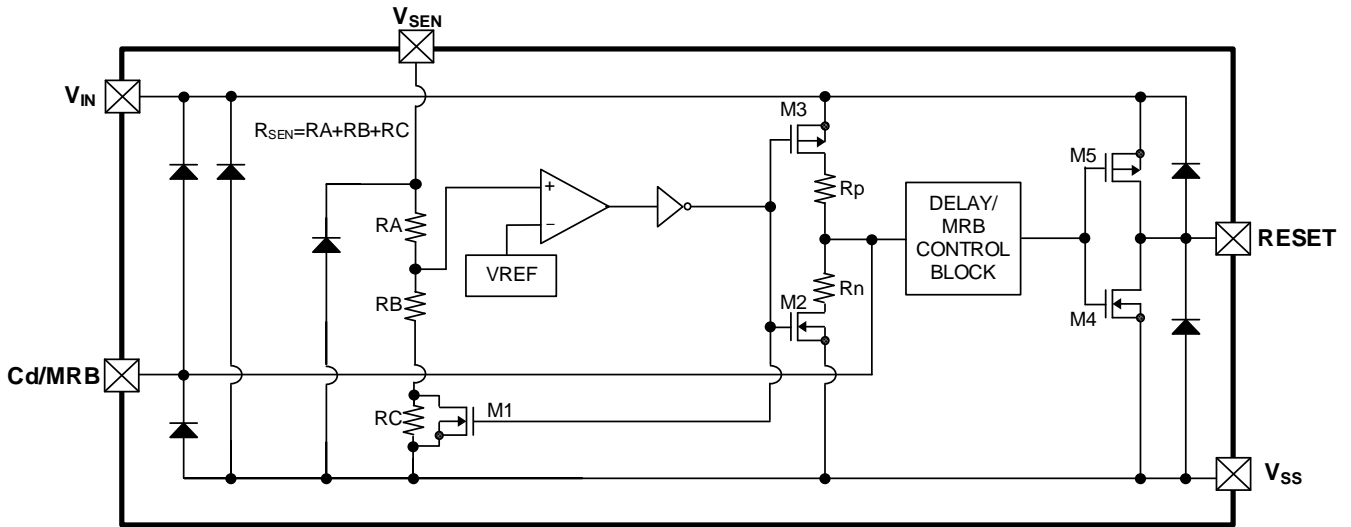 VSEN
VIN
M3
RSEN=RA+RB+RC
M5
Rp
+
DELAY/
MRB
CONTROL
BLOCK
RA
−
RESET
VREF
Rn
RB
M2
M4
Cd/MRB
RC
M1
VSS